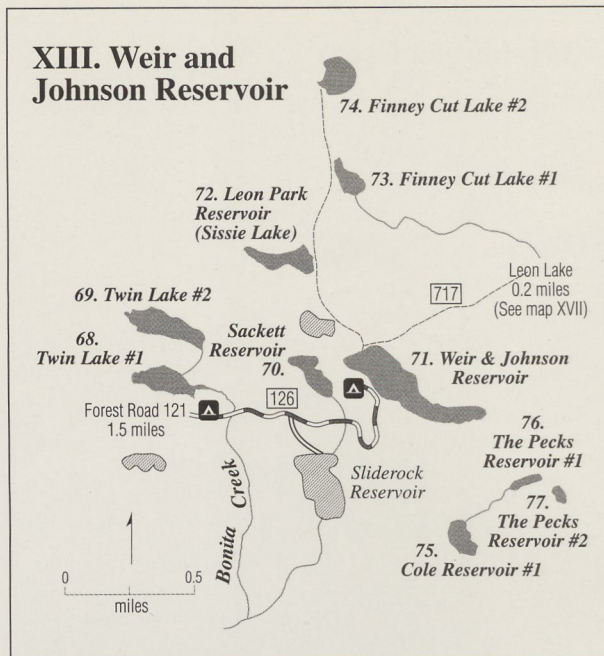 XIII. Weir and
Johnson Reservoir
74. Finney Cut Lake #2
73. Finney Cut Lake #1
72. Leon Park
Reservoir
(Sissie Lake)
Leon Lake
0.2 miles
(See map XVII)
717
69. Twin Lake #2
68.
Twin Lake #1
Sackett
Reservoir
70.
71. Weir & Johnson
Reservoir
126
Forest Road 121
1.5 miles
76.
The Pecks
Reservoir #1
Sliderock
Reservoir
77.
The Pecks
Reservoir #2
75.
Cole Reservoir #1
Bonita Creek
0 0.5
miles